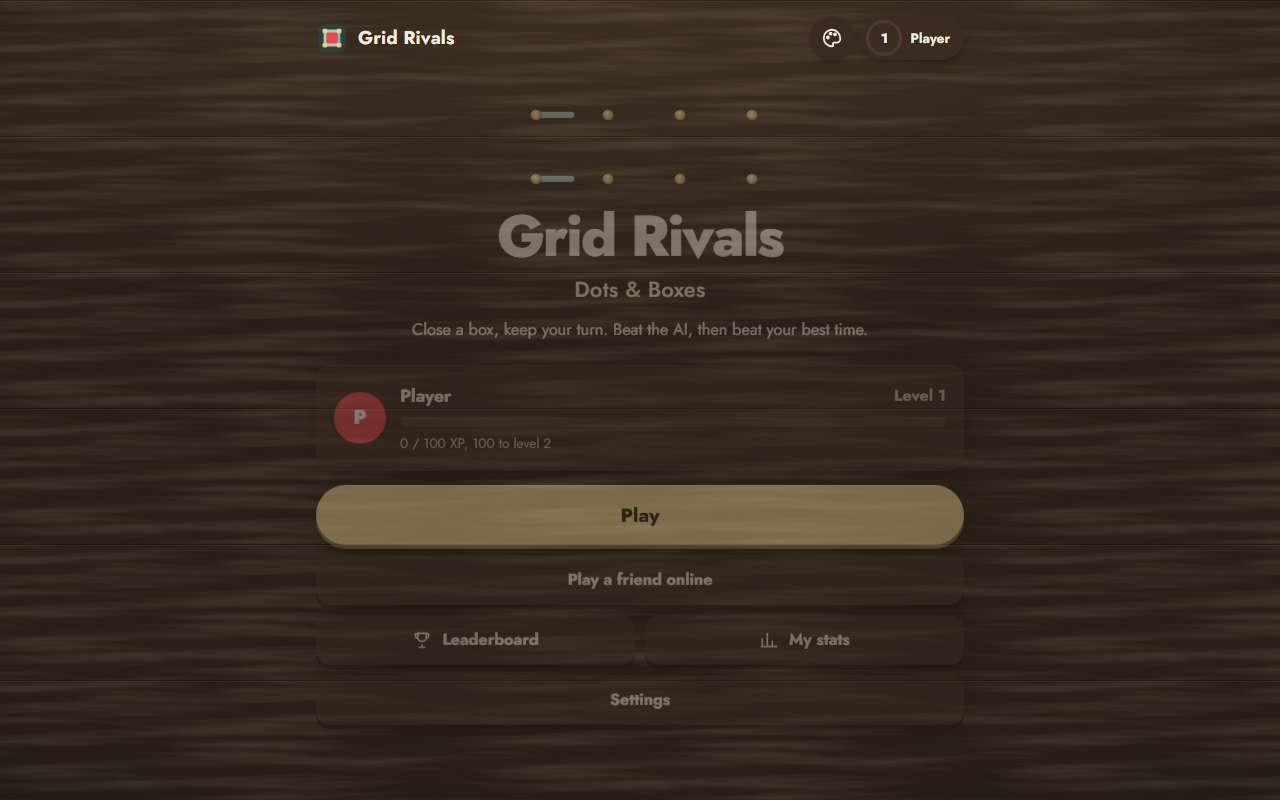 Grid Rivals
1 Player
Grid Rivals
Dots & Boxes
Close a box, keep your turn. Beat the AI, then beat your best time.
P
Player Level 1
0 / 100 XP, 100 to level 2
Play
Play a friend online
Leaderboard My stats
Settings